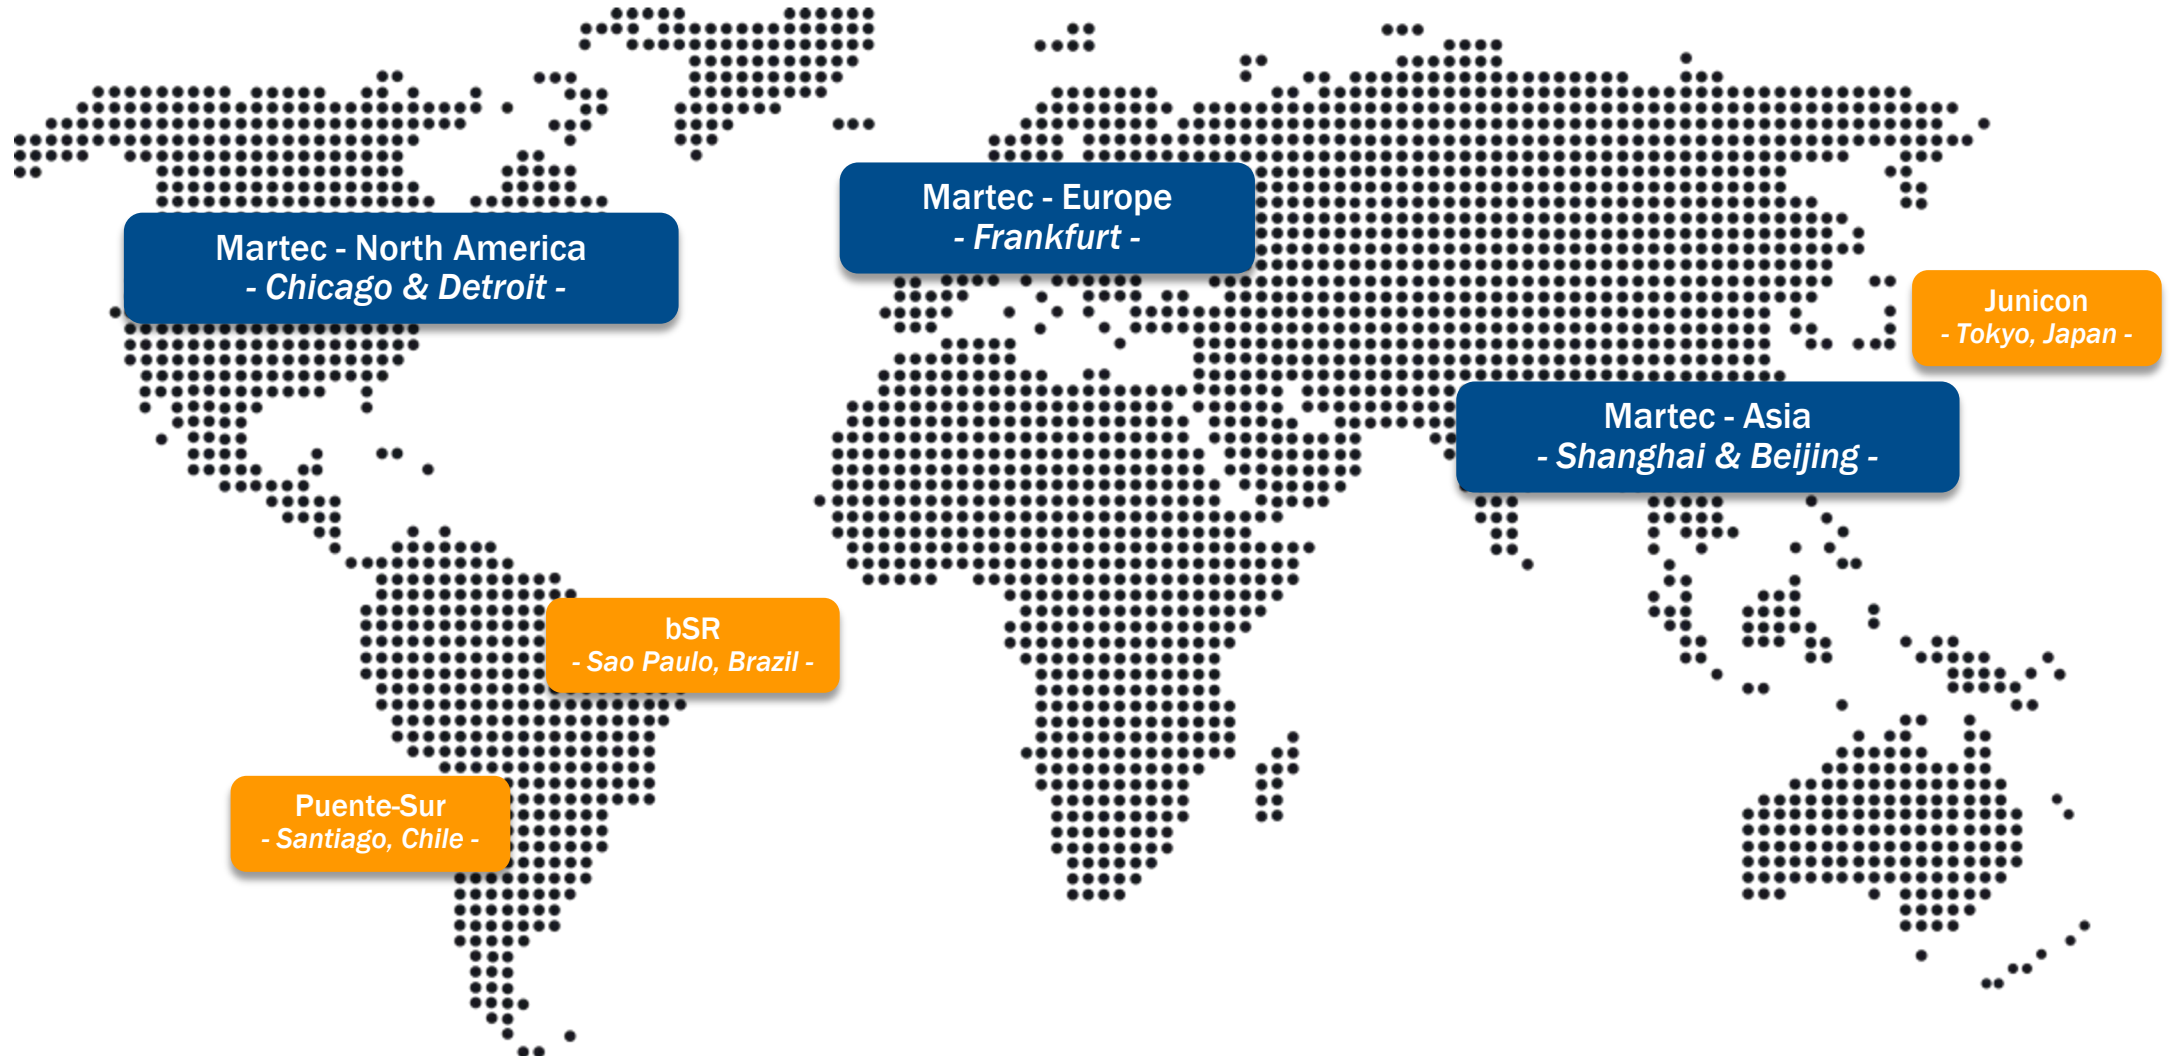 Martec - North America
- Chicago & Detroit -
Martec - Europe
- Frankfurt -
Junicon
- Tokyo, Japan -
Martec - Asia
- Shanghai & Beijing -
bSR
- Sao Paulo, Brazil -
Puente-Sur
- Santiago, Chile -